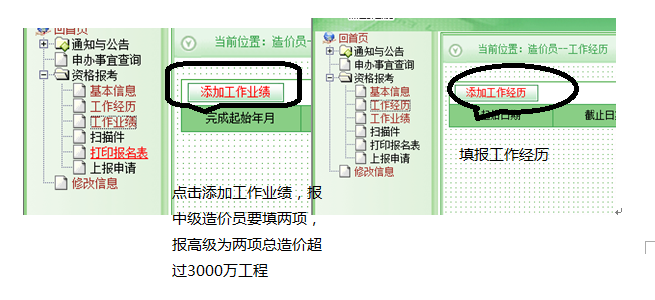 回首页
通知与公告
申办事宜查询
资格报考
基本信息
工作经历
工作业绩
扫描件
打印报名表
上报申请
修改信息
当前位置：造价员--
添加工作业绩
完成起始年月
点击添加工作业绩，报
中级造价员要填两项，
报高级为两项总造价超
过3000万工程
回首页
通知与公告
申办事宜查询
资格报考
基本信息
工作经历
工作业绩
扫描件
打印报名表
上报申请
修改信息
当前位置：造价员--工作经历
添加工作经历
起始日期
截止日
填报工作经历